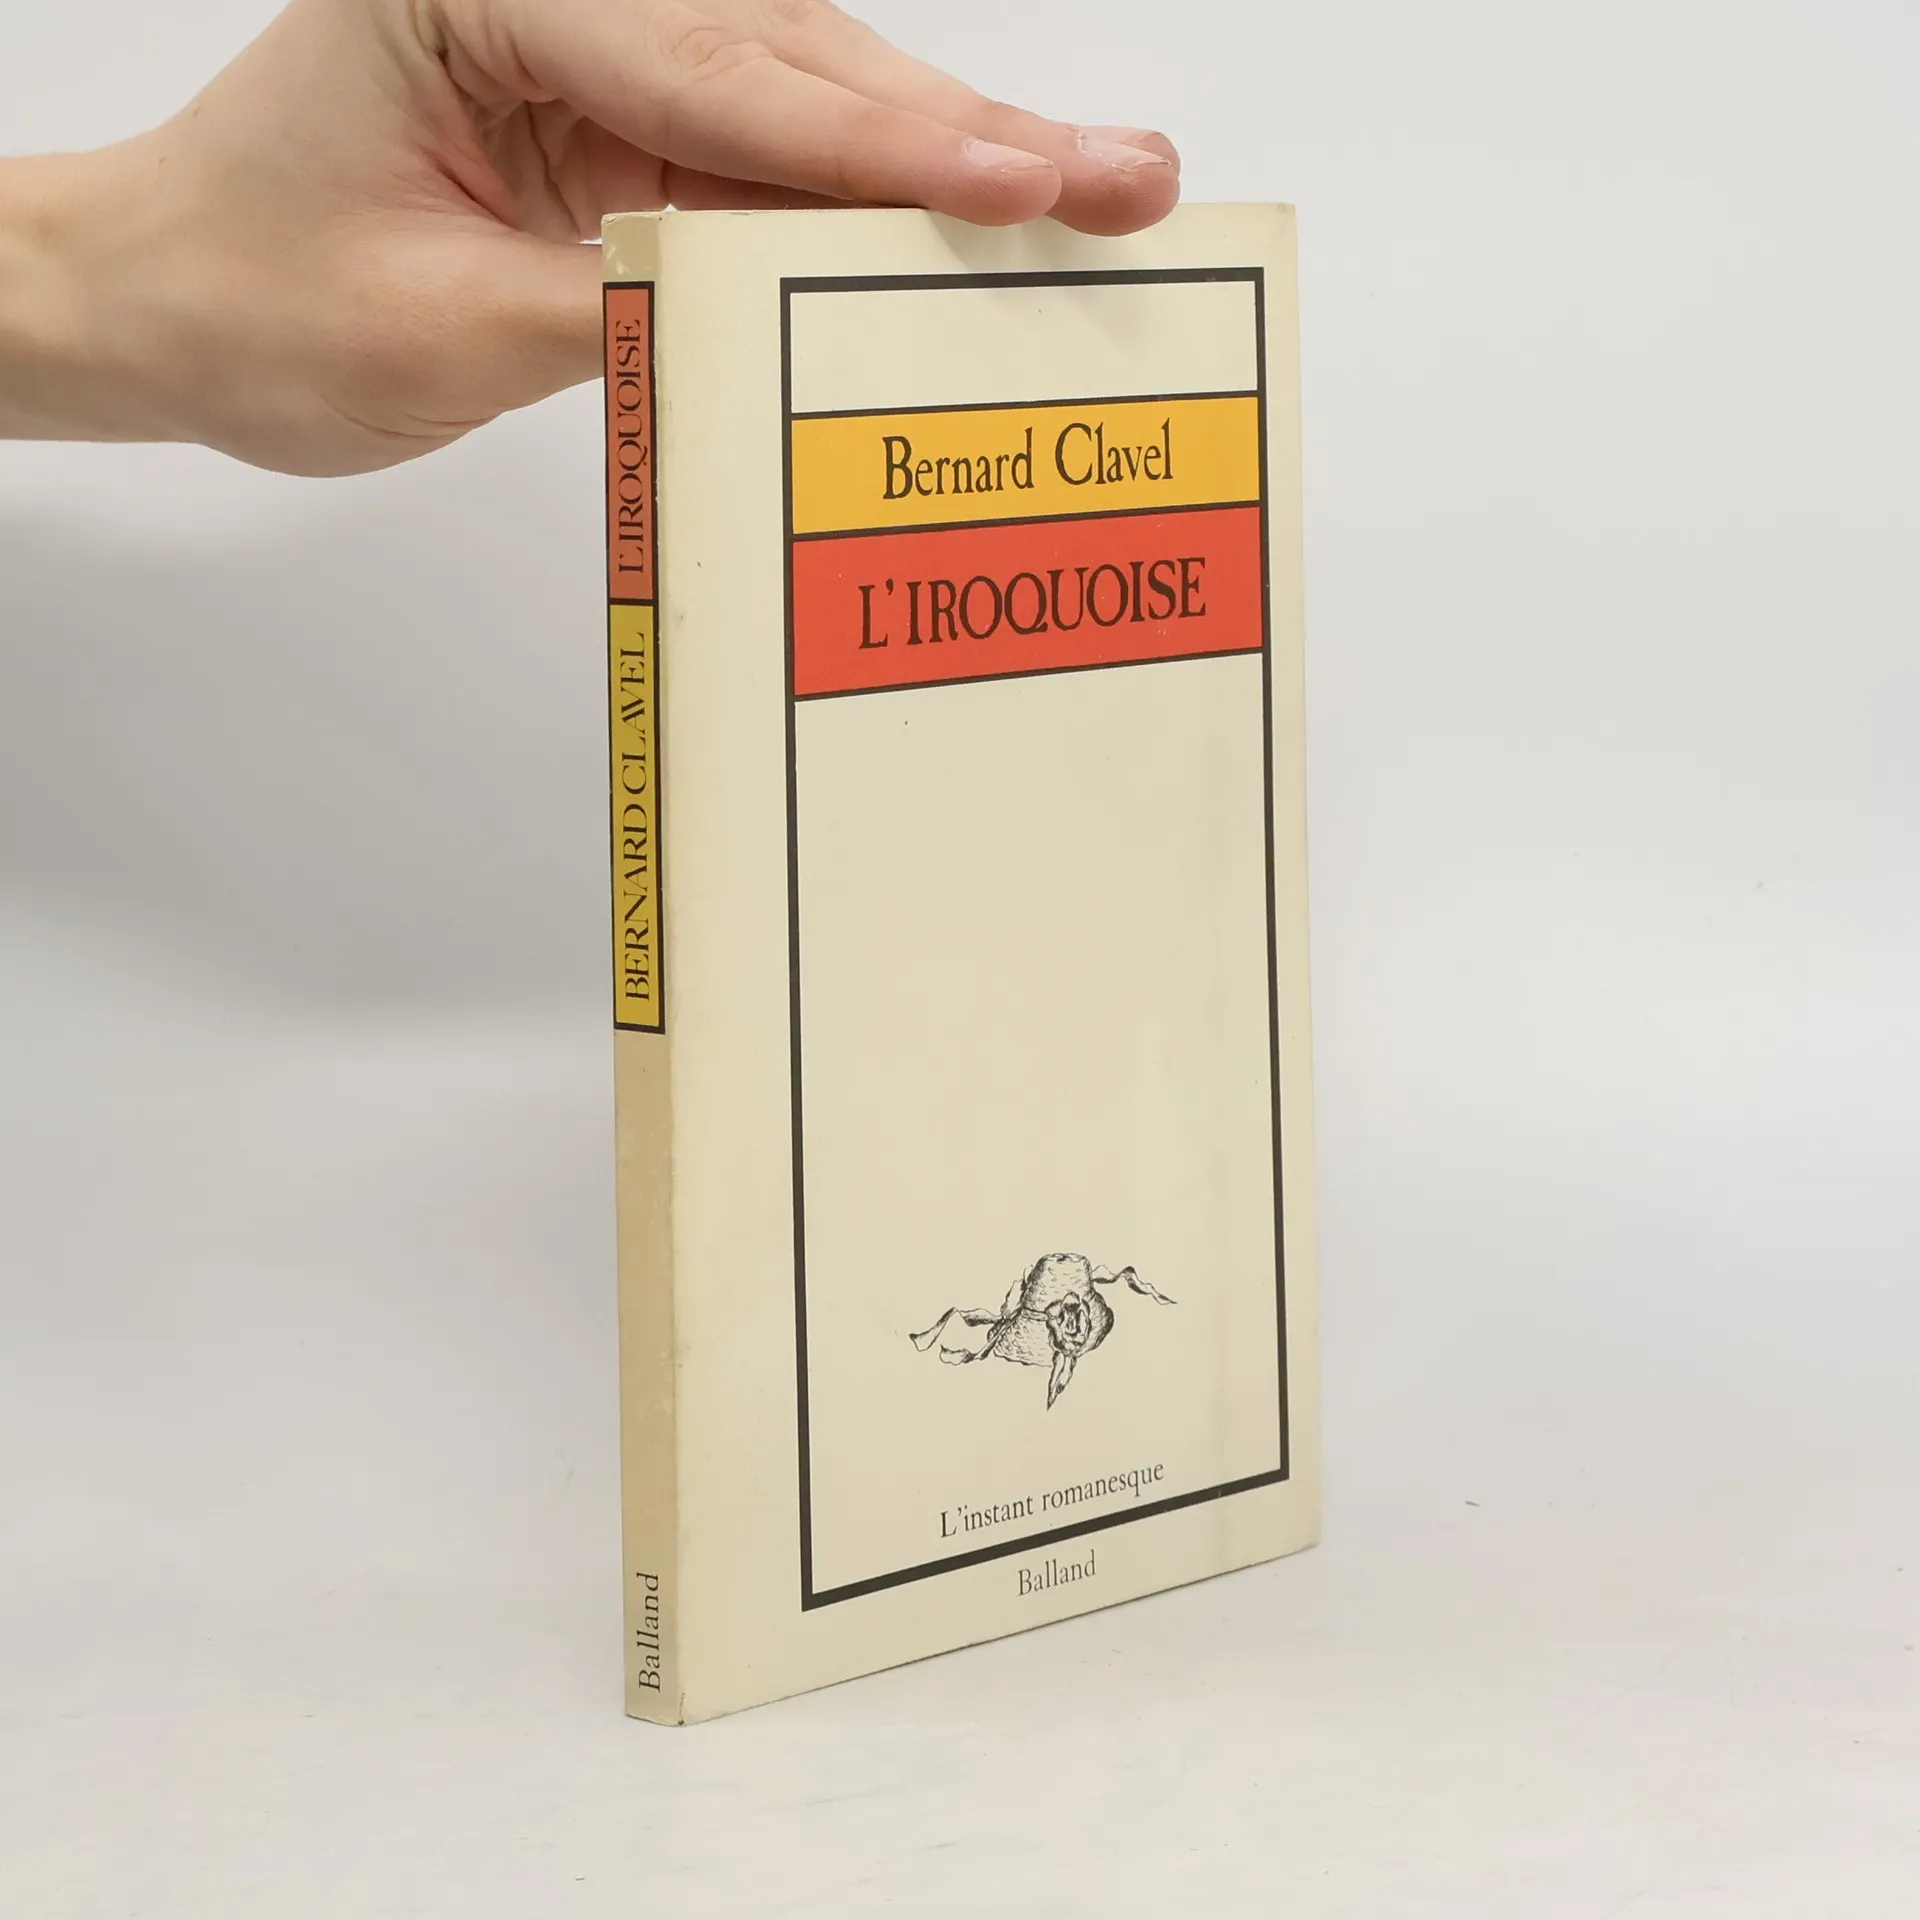 L'IROQUOISE
BERNARD CLAVEL
Balland
Bernard Clavel
L'IROQUOISE
L'instant romanesque
Balland